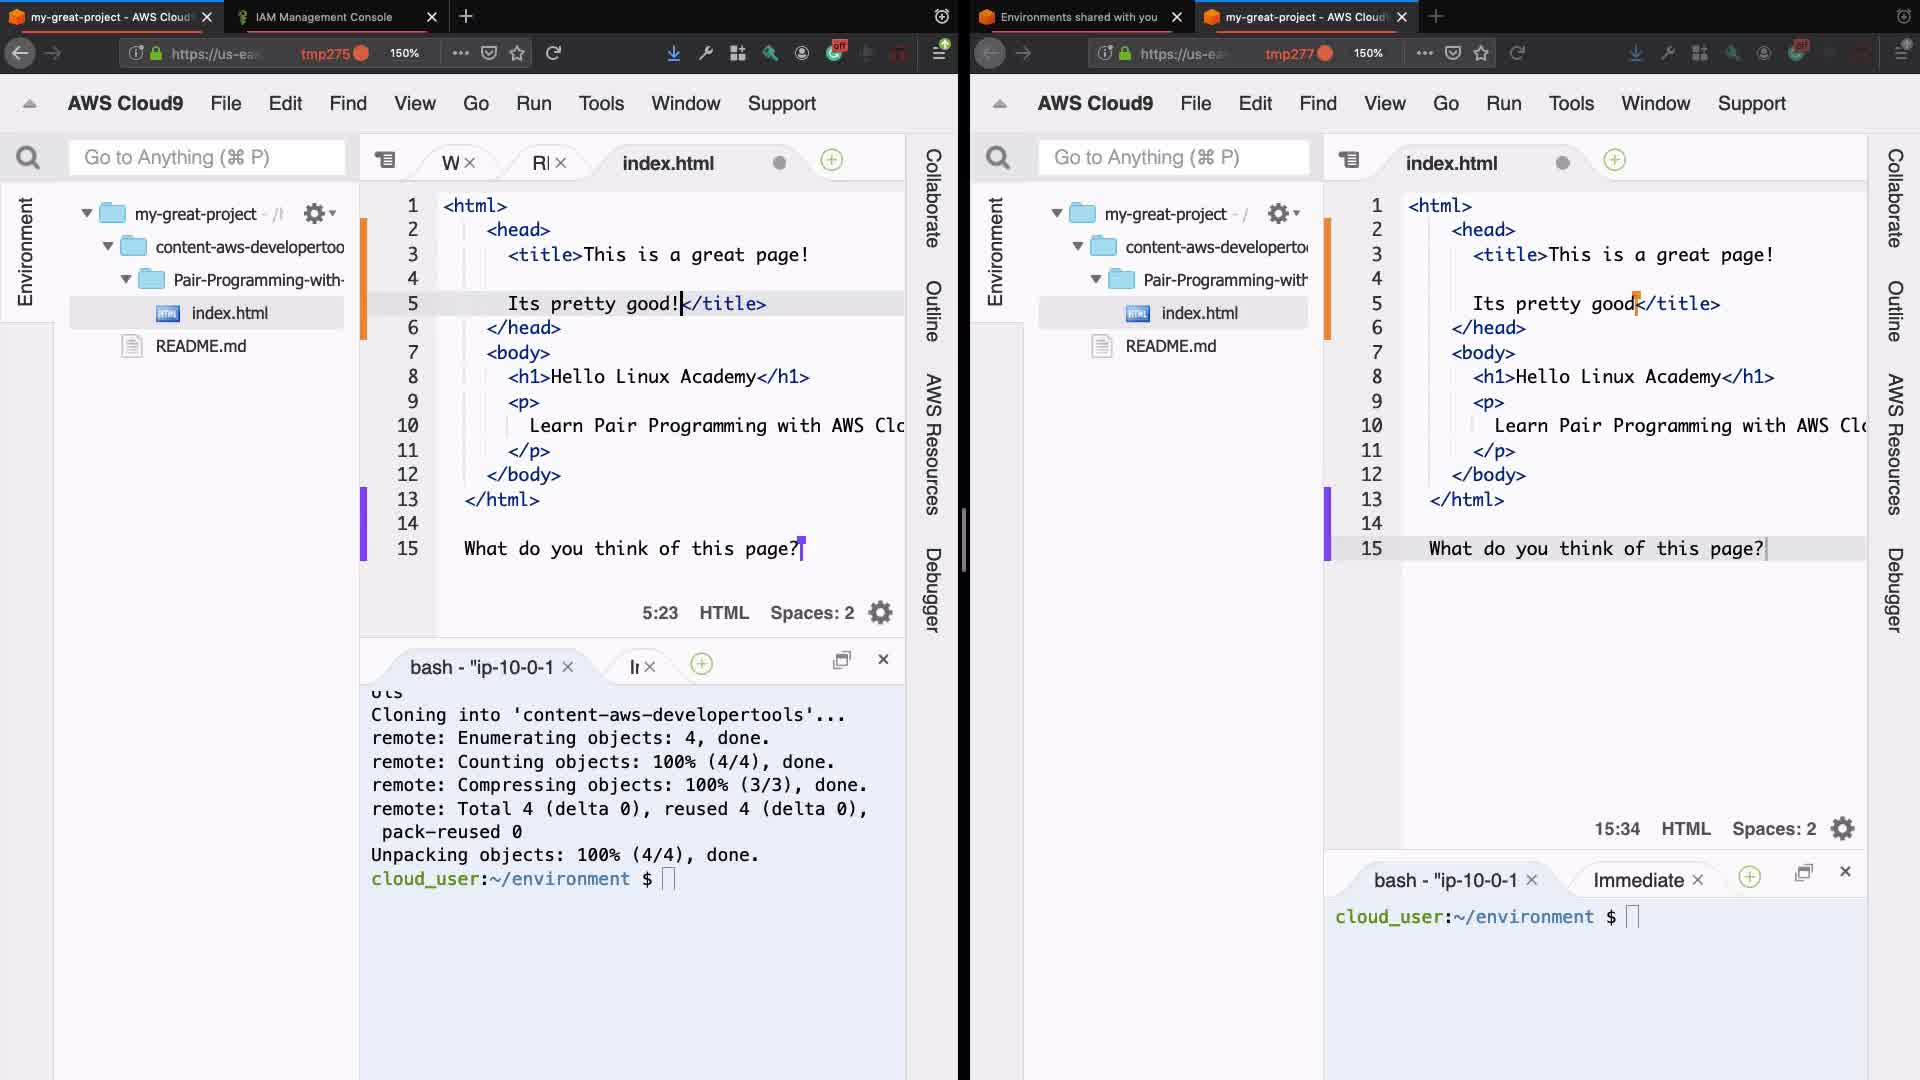 my-great-project - AWS Cloud9
IAM Management Console
https://us-ea
tmp275
150%
off
AWS Cloud9 File Edit Find View Go Run Tools Window Support
Go to Anything (⌘ P)
W
index.html
Environment
my-great-project - /
content-aws-developertoo
Pair-Programming-with-
index.html
README.md
1 <html>
2 <head>
3 <title>This is a great page!
4
5 Its pretty good!</title>
6 </head>
7 <body>
8 <h1>Hello Linux Academy</h1>
9 <p>
10 Learn Pair Programming with AWS Clo
11 </p>
12 </body>
13 </html>
14
15 What do you think of this page?
5:23 HTML Spaces: 2
Collaborate
Outline
AWS Resources
Debugger
bash - "ip-10-0-1
ols
Cloning into 'content-aws-developertools'...
remote: Enumerating objects: 4, done.
remote: Counting objects: 100% (4/4), done.
remote: Compressing objects: 100% (3/3), done.
remote: Total 4 (delta 0), reused 4 (delta 0),
pack-reused 0
Unpacking objects: 100% (4/4), done.
cloud_user:~/environment $
Environments shared with you
my-great-project - AWS Cloud9
https://us-ea
tmp277
150%
off
AWS Cloud9 File Edit Find View Go Run Tools Window Support
Go to Anything (⌘ P)
index.html
Environment
my-great-project - /
content-aws-developerto
Pair-Programming-with
index.html
README.md
1 <html>
2 <head>
3 <title>This is a great page!
4
5 Its pretty good</title>
6 </head>
7 <body>
8 <h1>Hello Linux Academy</h1>
9 <p>
10 Learn Pair Programming with AWS Clo
11 </p>
12 </body>
13 </html>
14
15 What do you think of this page?
15:34 HTML Spaces: 2
Collaborate
Outline
AWS Resources
Debugger
bash - "ip-10-0-1
Immediate
cloud_user:~/environment $